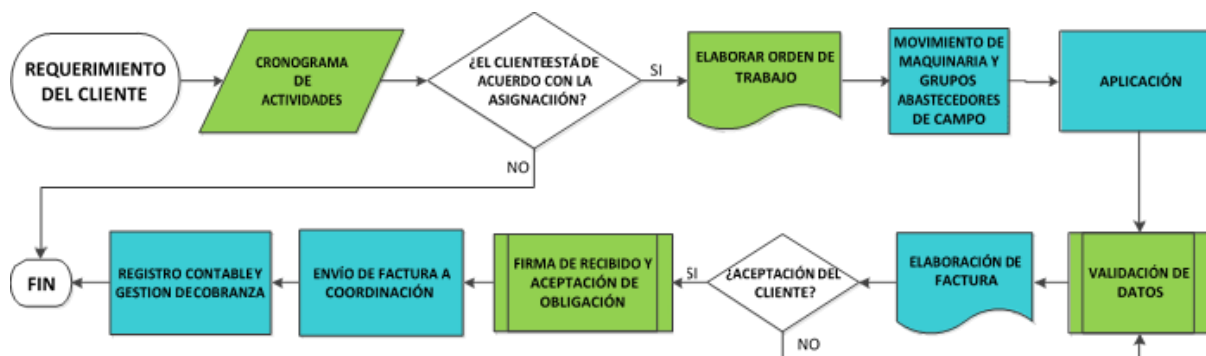 REQUERIMIENTO
DEL CLIENTE
CRONOGRAMA
DE
ACTIVIDADES
¿EL CLIENTEESTÁ DE
ACUERDO CON LA
ASIGNACIIÓN?
SI
NO
ELABORAR ORDEN DE
TRABAJO
MOVIMIENTO DE
MAQUINARIA Y
GRUPOS
ABASTECEDORES
DE CAMPO
APLICACIÓN
VALIDACIÓN DE
DATOS
ELABORACIÓN DE
FACTURA
¿ACEPTACIÓN DEL
CLIENTE?
SI
NO
FIRMA DE RECIBIDO Y
ACEPTACIÓN DE
OBLIGACIÓN
ENVÍO DE FACTURA A
COORDINACIÓN
REGISTRO CONTABLE Y
GESTION DECOBRANZA
FIN